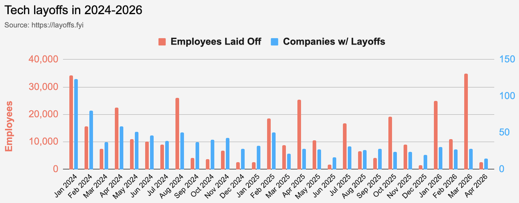 Tech layoffs in 2024-2026
Source: https://layoffs.fyi
Employees Laid Off
Companies w/ Layoffs
Employees
40,000
30,000
20,000
10,000
0
150
100
50
0
Jan 2024
Feb 2024
Mar 2024
Apr 2024
May 2024
Jun 2024
Jul 2024
Aug 2024
Sep 2024
Oct 2024
Nov 2024
Dec 2024
Jan 2025
Feb 2025
Mar 2025
Apr 2025
May 2025
Jun 2025
Jul 2025
Aug 2025
Sep 2025
Oct 2025
Nov 2025
Dec 2025
Jan 2026
Feb 2026
Mar 2026
Apr 2026